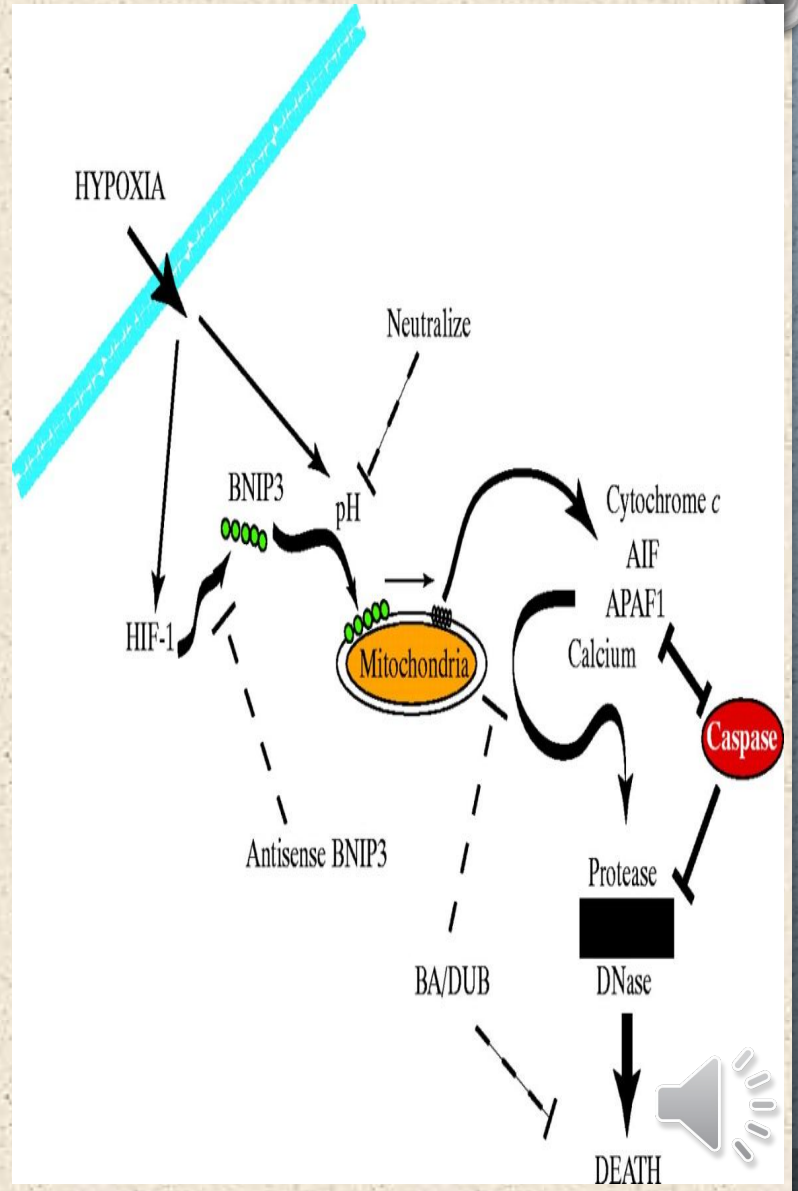 HYPOXIA
Neutralize
BNIP3
pH
Cytochrome c
AIF
APAF1
HIF-1
Calcium
Mitochondria
Caspase
Antisense BNIP3
Protease
BA/DUB
DNase
DEATH